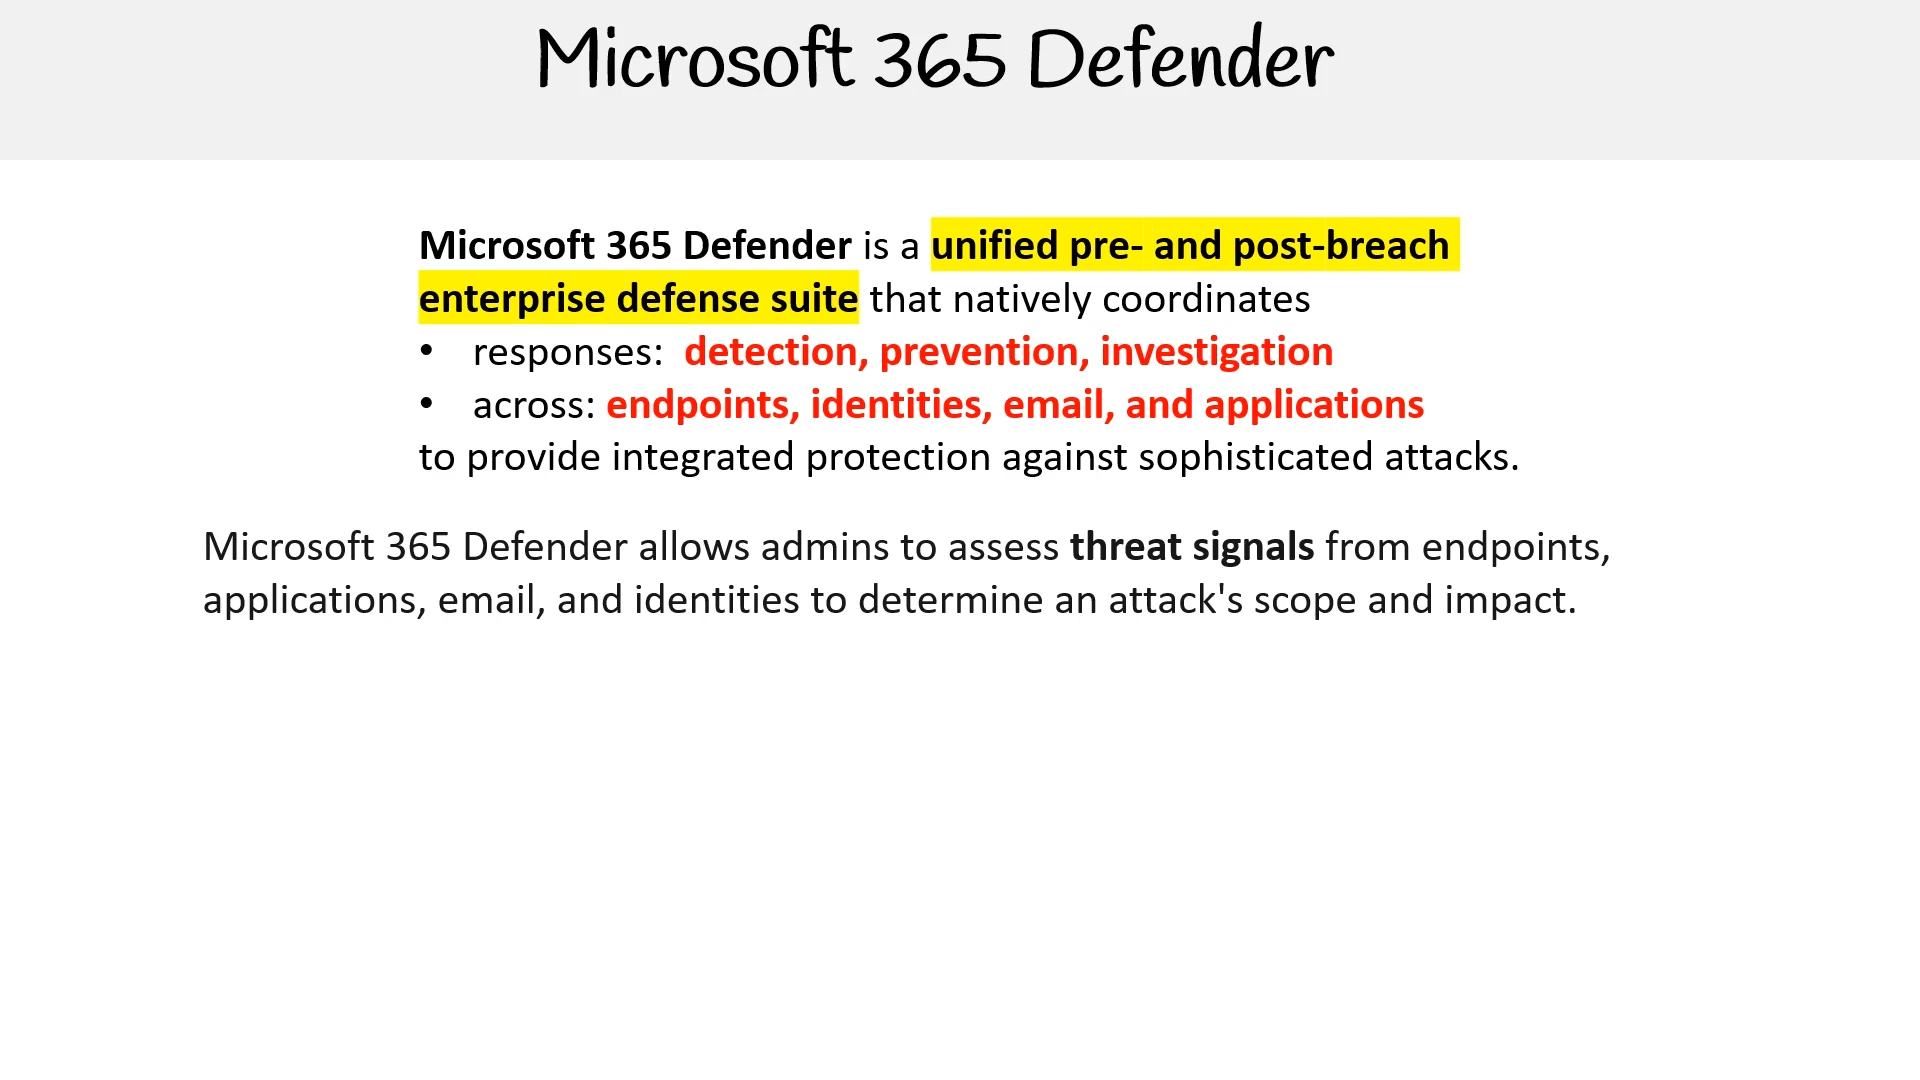 Microsoft 365 Defender
Microsoft 365 Defender is a unified pre- and post-breach
enterprise defense suite that natively coordinates
• responses: detection, prevention, investigation
• across: endpoints, identities, email, and applications
to provide integrated protection against sophisticated attacks.
Microsoft 365 Defender allows admins to assess threat signals from endpoints,
applications, email, and identities to determine an attack's scope and impact.